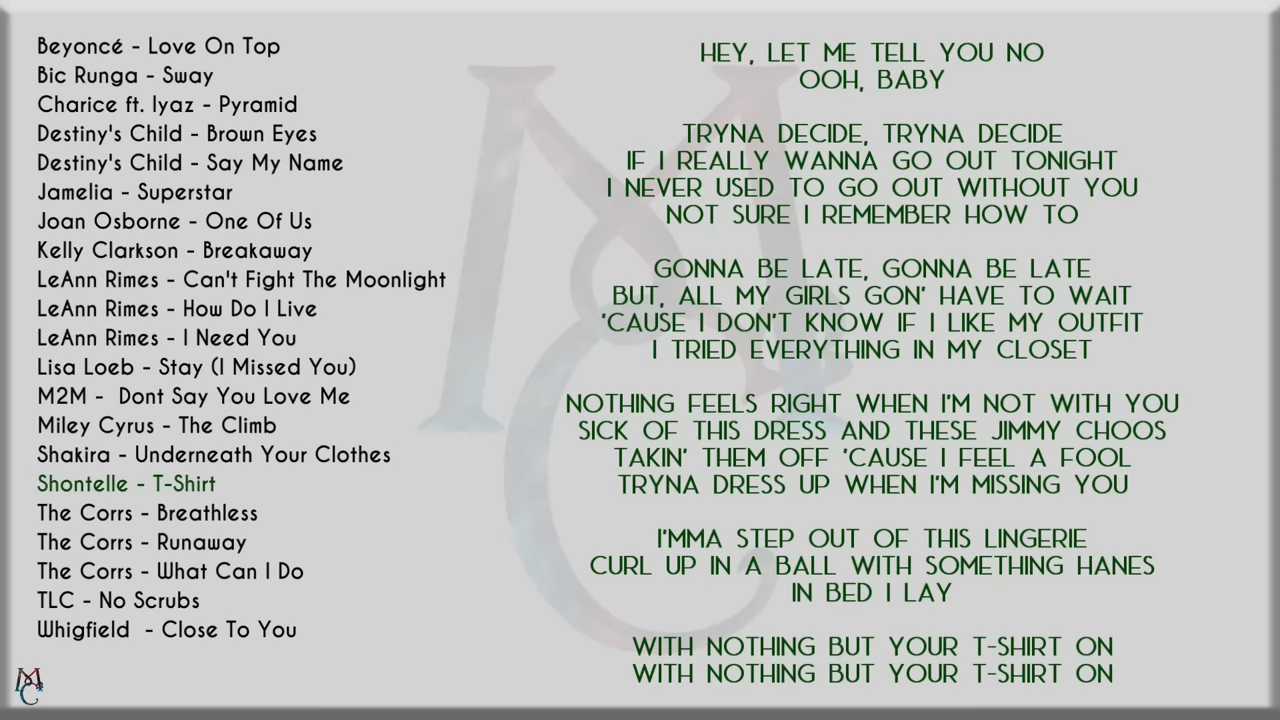 Beyoncé - Love On Top
Bic Runga - Sway
Charice ft. Iyaz - Pyramid
Destiny's Child - Brown Eyes
Destiny's Child - Say My Name
Jamelia - Superstar
Joan Osborne - One Of Us
Kelly Clarkson - Breakaway
LeAnn Rimes - Can't Fight The Moonlight
LeAnn Rimes - How Do I Live
LeAnn Rimes - I Need You
Lisa Loeb - Stay (I Missed You)
M2M -  Dont Say You Love Me
Miley Cyrus - The Climb
Shakira - Underneath Your Clothes
Shontelle - T-Shirt
The Corrs - Breathless
The Corrs - Runaway
The Corrs - What Can I Do
TLC - No Scrubs
Whigfield  - Close To You
HEY, LET ME TELL YOU NO
OOH, BABY
TRYNA DECIDE, TRYNA DECIDE
IF I REALLY WANNA GO OUT TONIGHT
I NEVER USED TO GO OUT WITHOUT YOU
NOT SURE I REMEMBER HOW TO
GONNA BE LATE, GONNA BE LATE
BUT, ALL MY GIRLS GON' HAVE TO WAIT
'CAUSE I DON'T KNOW IF I LIKE MY OUTFIT
I TRIED EVERYTHING IN MY CLOSET
NOTHING FEELS RIGHT WHEN I'M NOT WITH YOU
SICK OF THIS DRESS AND THESE JIMMY CHOOS
TAKIN' THEM OFF 'CAUSE I FEEL A FOOL
TRYNA DRESS UP WHEN I'M MISSING YOU
I'MMA STEP OUT OF THIS LINGERIE
CURL UP IN A BALL WITH SOMETHING HANES
IN BED I LAY
WITH NOTHING BUT YOUR T-SHIRT ON
WITH NOTHING BUT YOUR T-SHIRT ON
MC